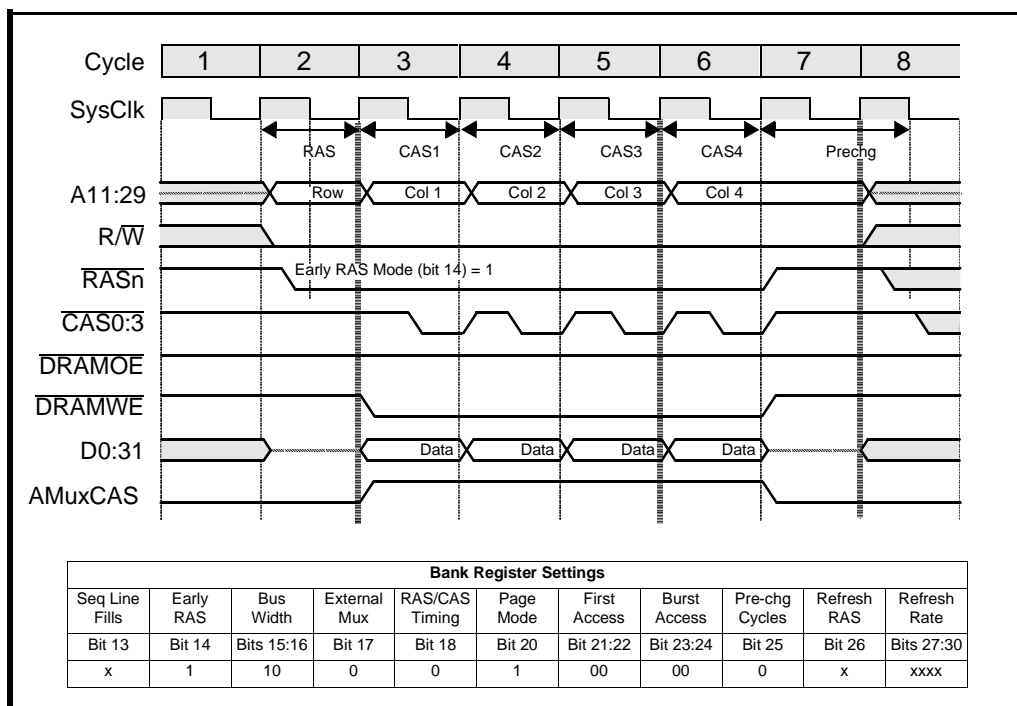 Cycle 1 2 3 4 5 6 7 8
SysClk
RAS CAS1 CAS2 CAS3 CAS4 Prechg
A11:29 Row Col 1 Col 2 Col 3 Col 4
R/W
RASn Early RAS Mode (bit 14) = 1
CAS0:3
DRAMOE
DRAMWE
D0:31 Data Data Data Data
AMuxCAS
Bank Register Settings
Seq Line Early Bus External RAS/CAS Page First Burst Pre-chg Refresh Refresh
Fills RAS Width Mux Timing Mode Access Access Cycles RAS Rate
Bit 13 Bit 14 Bits 15:16 Bit 17 Bit 18 Bit 20 Bit 21:22 Bit 23:24 Bit 25 Bit 26 Bits 27:30
x 1 10 0 0 1 00 00 0 x xxxx